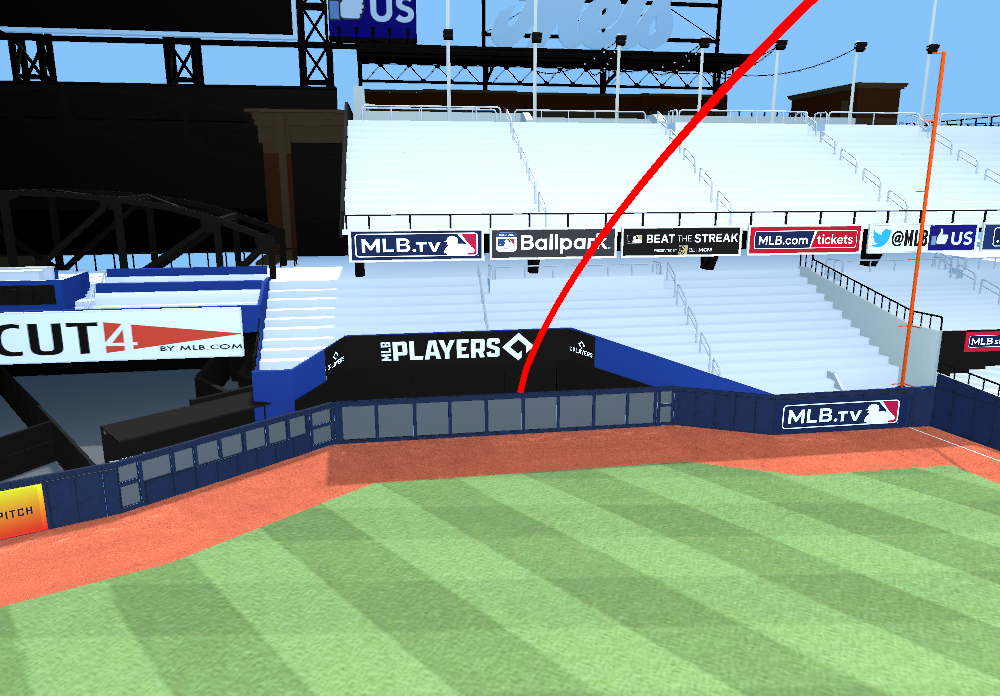 US
Mets
MLB.TV
Ballpark
BEAT THE STREAK
MLB.com/tickets
@MLB
US
CUT4
BY MLB.COM
MLB PLAYERS
MLB.TV
PITCH